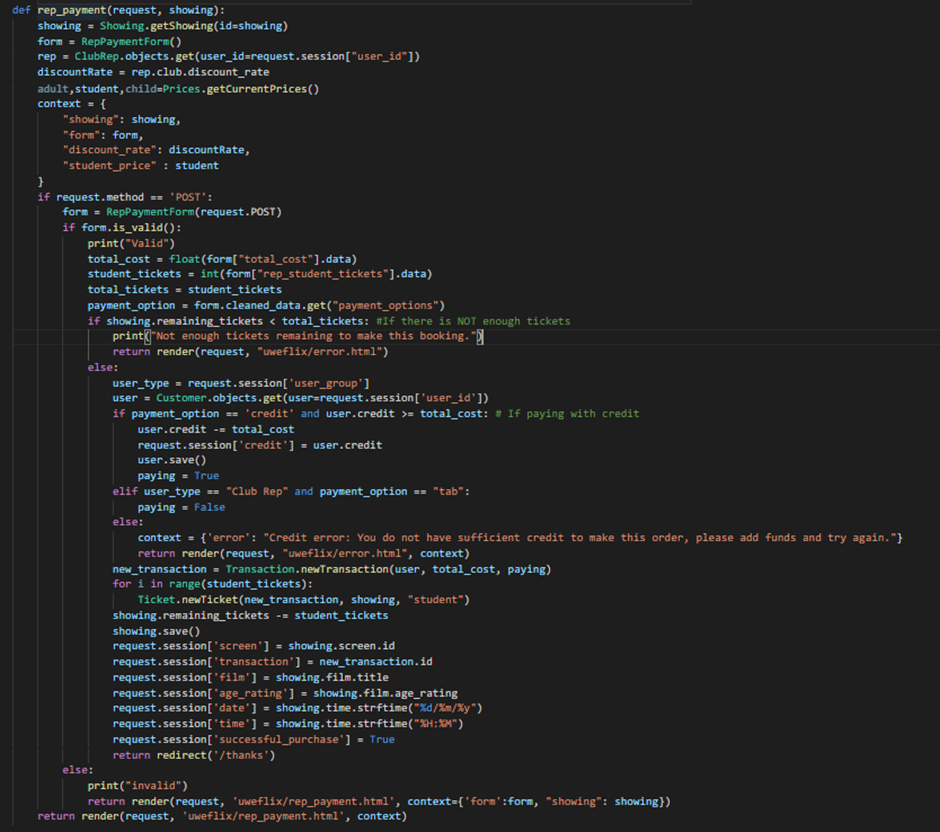 def rep_payment(request, showing):
    showing = Showing.getShowing(id=showing)
    form = RepPaymentForm()
    rep = ClubRep.objects.get(user_id=request.session["user_id"])
    discountRate = rep.club.discount_rate
    adult,student,child=Prices.getCurrentPrices()
    context = {
        "showing": showing,
        "form": form,
        "discount_rate": discountRate,
        "student_price" : student
    }
    if request.method == 'POST':
        form = RepPaymentForm(request.POST)
        if form.is_valid():
            print("Valid")
            total_cost = float(form["total_cost"].data)
            student_tickets = int(form["rep_student_tickets"].data)
            total_tickets = student_tickets
            payment_option = form.cleaned_data.get("payment_options")
            if showing.remaining_tickets < total_tickets: #If there is NOT enough tickets
                print("Not enough tickets remaining to make this booking.")
                return render(request, "uweflix/error.html")
            else:
                user_type = request.session['user_group']
                user = Customer.objects.get(user=request.session['user_id'])
                if payment_option == 'credit' and user.credit >= total_cost: # If paying with credit
                    user.credit -= total_cost
                    request.session['credit'] = user.credit
                    user.save()
                    paying = True
                elif user_type == "Club Rep" and payment_option == "tab":
                    paying = False
                else:
                    context = {'error': "Credit error: You do not have sufficient credit to make this order, please add funds and try again."}
                    return render(request, "uweflix/error.html", context)
                new_transaction = Transaction.newTransaction(user, total_cost, paying)
                for i in range(student_tickets):
                    Ticket.newTicket(new_transaction, showing, "student")
                showing.remaining_tickets -= student_tickets
                showing.save()
                request.session['screen'] = showing.screen.id
                request.session['transaction'] = new_transaction.id
                request.session['film'] = showing.film.title
                request.session['age_rating'] = showing.film.age_rating
                request.session['date'] = showing.time.strftime("%d/%m/%y")
                request.session['time'] = showing.time.strftime("%H:%M")
                request.session['successful_purchase'] = True
                return redirect('/thanks')
        else:
            print("invalid")
            return render(request, 'uweflix/rep_payment.html', context={'form':form, "showing": showing})
    return render(request, 'uweflix/rep_payment.html', context)